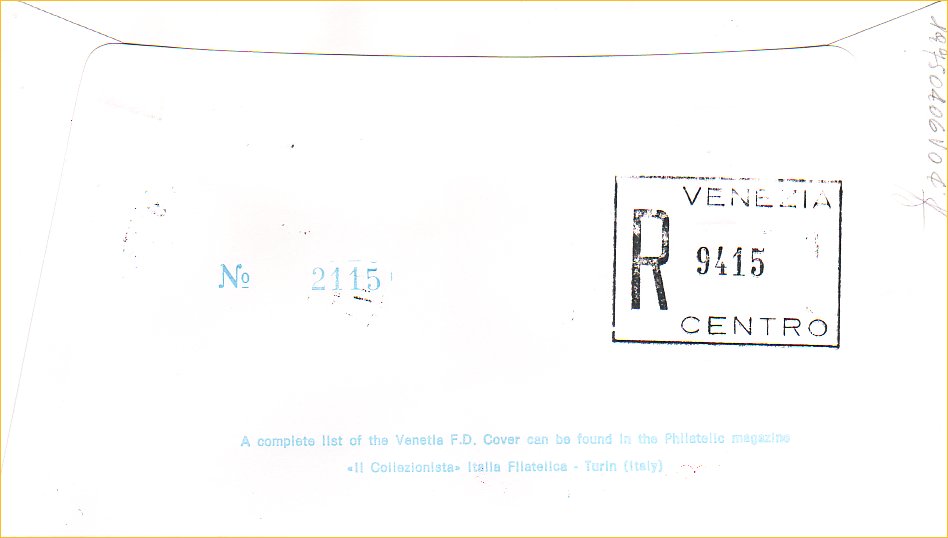 VENEZIA
R 9415
CENTRO
No 2115
A complete list of the Venetia F.D. Cover can be found in the Philatelic magazine
«Il Collezionista» Italia Filatelica - Turin (Italy)